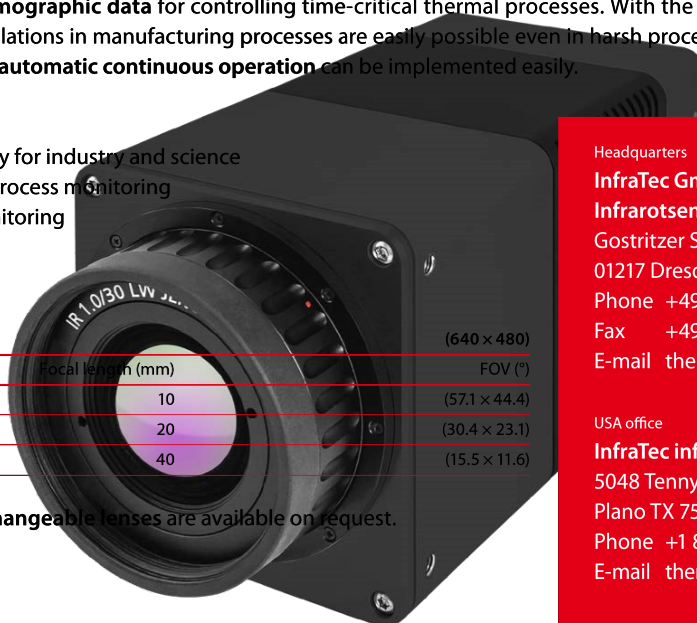 mographic data for controlling time-critical thermal processes. With the
lations in manufacturing processes are easily possible even in harsh proce
automatic continuous operation can be implemented easily.
y for industry and science
rocess monitoring
itoring
IR 1.0/30 LW JEN
(640 × 480)
Focal length (mm) FOV (°)
10 (57.1 × 44.4)
20 (30.4 × 23.1)
40 (15.5 × 11.6)
hangeable lenses are available on request.
Headquarters
InfraTec Gm
Infrarotsen
Gostritzer S
01217 Dresd
Phone +49
Fax +49
E-mail the
USA office
InfraTec inf
5048 Tenny
Plano TX 75
Phone +1 8
E-mail ther